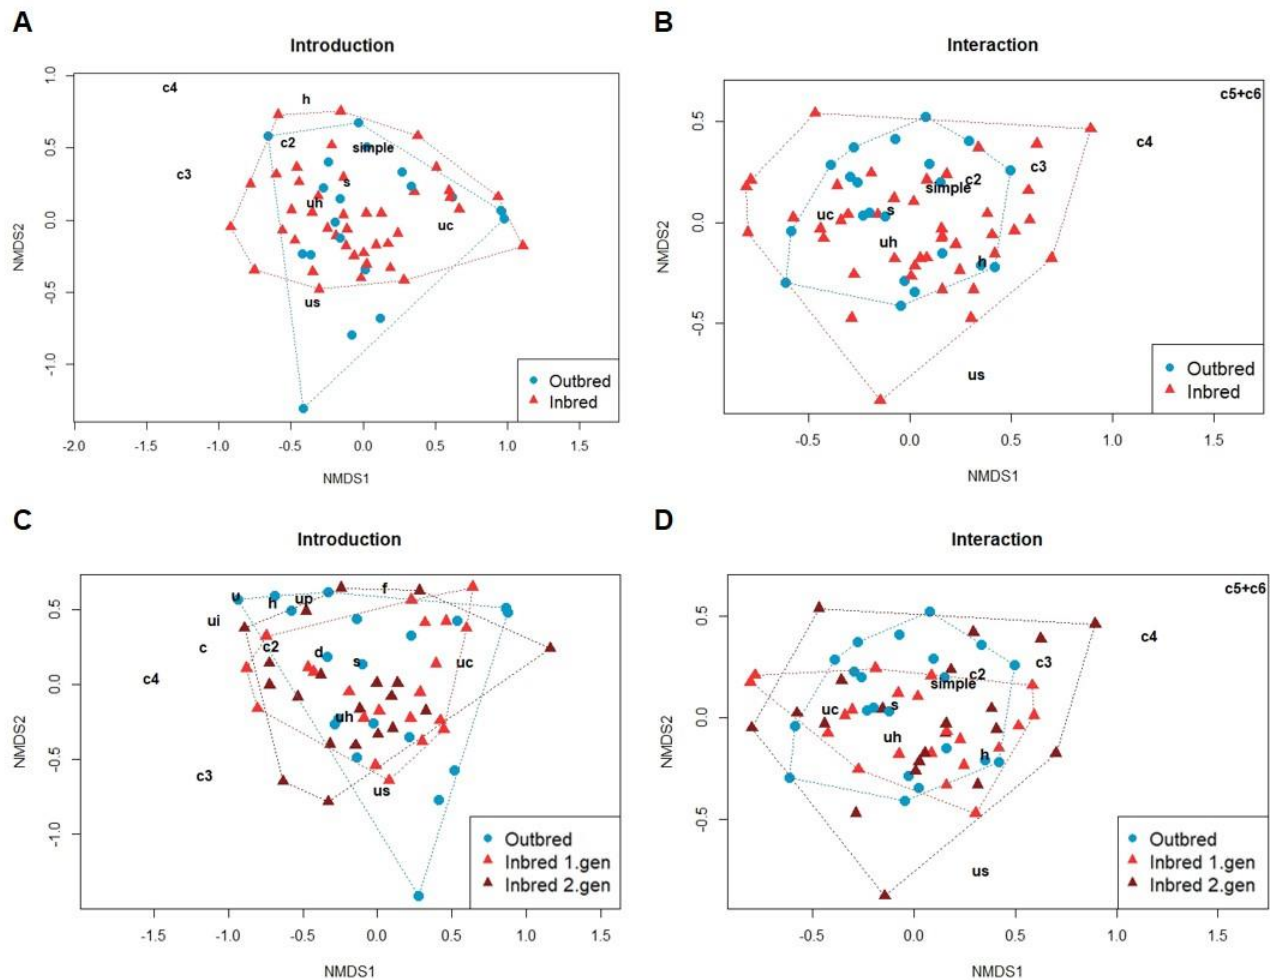 A
Introduction
1.0
0.5
0.0
-0.5
-1.0
NMDS2
c4
h
c2
simple
c3
s
uh
uc
us
Outbred
Inbred
-2.0 -1.5 -1.0 -0.5 0.0 0.5 1.0 1.5
NMDS1
B
Interaction
0.5
0.0
-0.5
NMDS2
c5+c6
c4
c3
c2
simple
uc
s
uh
h
us
Outbred
Inbred
-0.5 0.0 0.5 1.0 1.5
NMDS1
C
Introduction
0.5
0.0
-0.5
-1.0
NMDS2
f
u
h
up
ui
c
c2
d
s
uc
c4
uh
c3
us
Outbred
Inbred 1.gen
Inbred 2.gen
-1.5 -1.0 -0.5 0.0 0.5 1.0 1.5
NMDS1
D
Interaction
0.5
0.0
-0.5
NMDS2
c5+c6
c4
c3
c2
simple
uc
s
uh
h
us
Outbred
Inbred 1.gen
Inbred 2.gen
-0.5 0.0 0.5 1.0 1.5
NMDS1